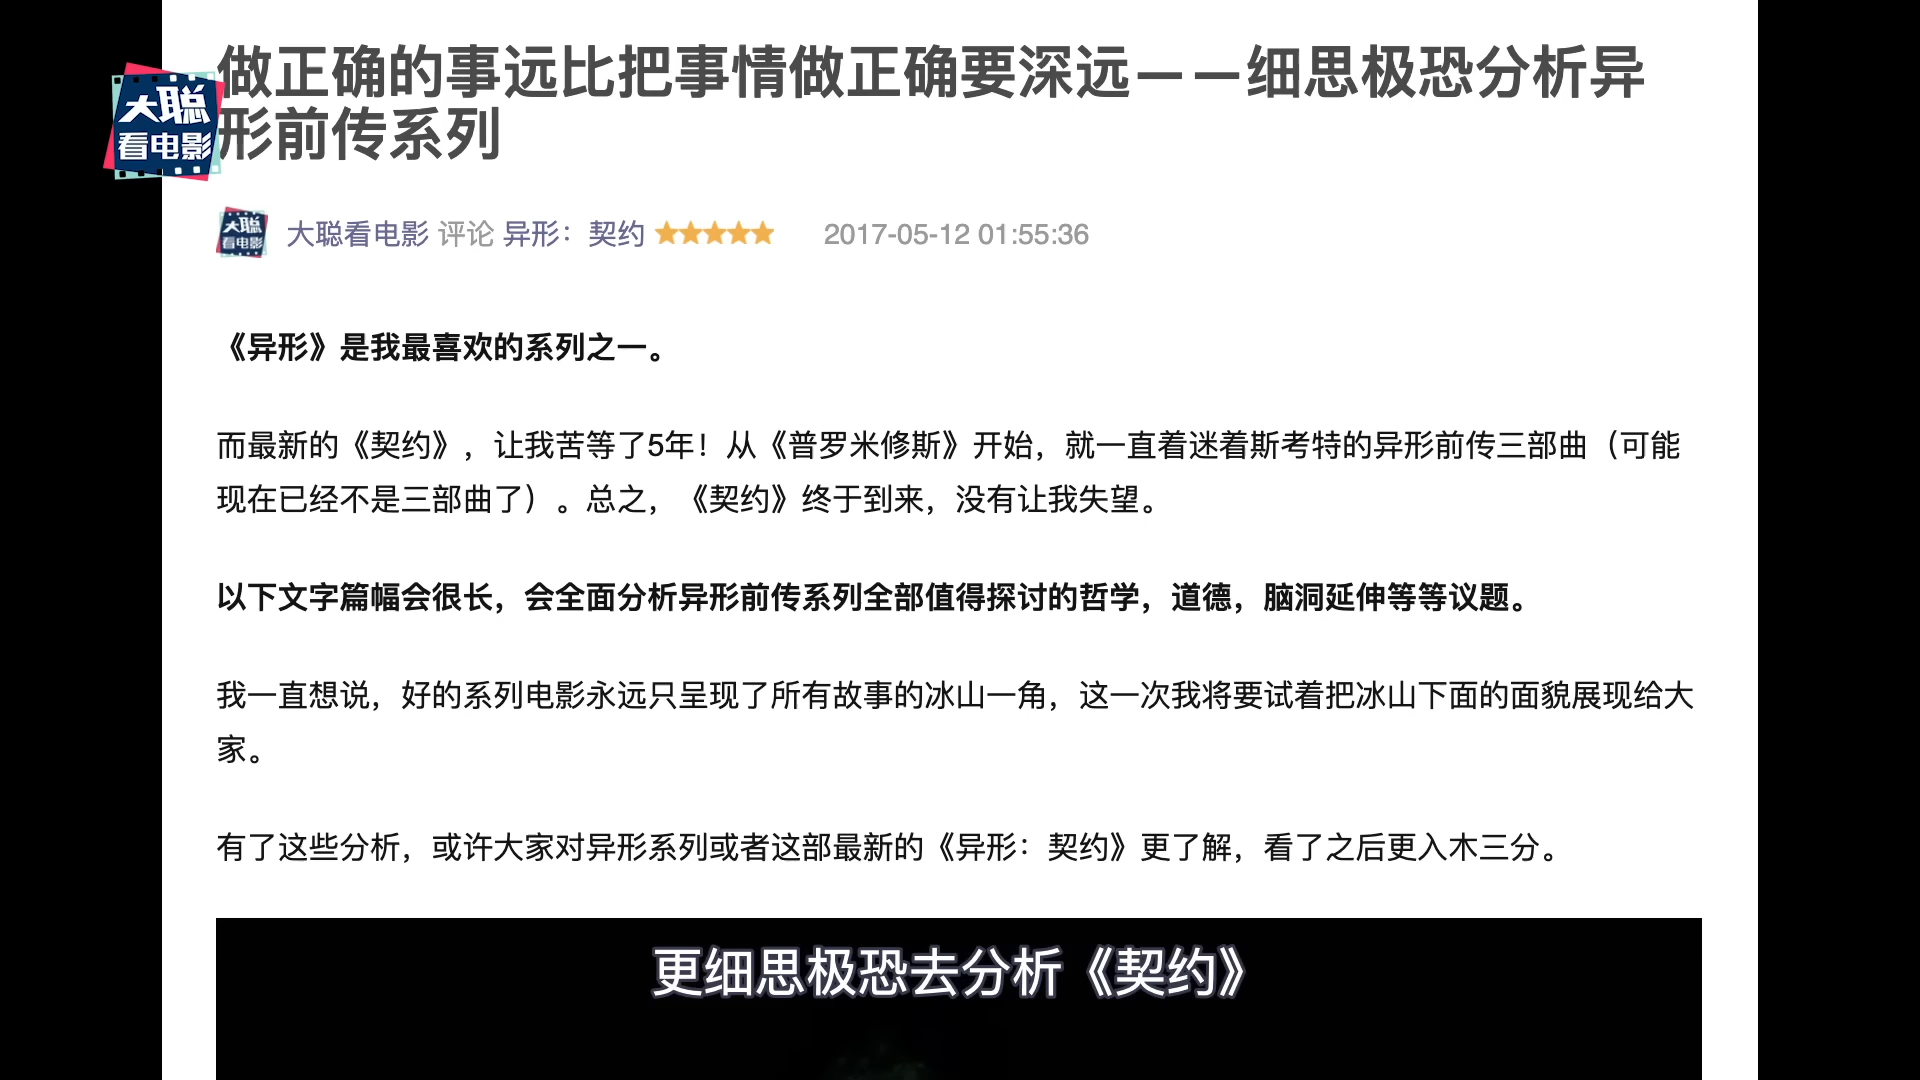 做正确的事远比把事情做正确要深远——细思极恐分析异
形前传系列
大聪
看电影
大聪
看电影
大聪看电影 评论 异形：契约 2017-05-12 01:55:36
《异形》是我最喜欢的系列之一。
而最新的《契约》，让我苦等了5年！从《普罗米修斯》开始，就一直着迷着斯考特的异形前传三部曲（可能
现在已经不是三部曲了）。总之，《契约》终于到来，没有让我失望。
以下文字篇幅会很长，会全面分析异形前传系列全部值得探讨的哲学，道德，脑洞延伸等等议题。
我一直想说，好的系列电影永远只呈现了所有故事的冰山一角，这一次我将要试着把冰山下面的面貌展现给大
家。
有了这些分析，或许大家对异形系列或者这部最新的《异形：契约》更了解，看了之后更入木三分。
更细思极恐去分析《契约》